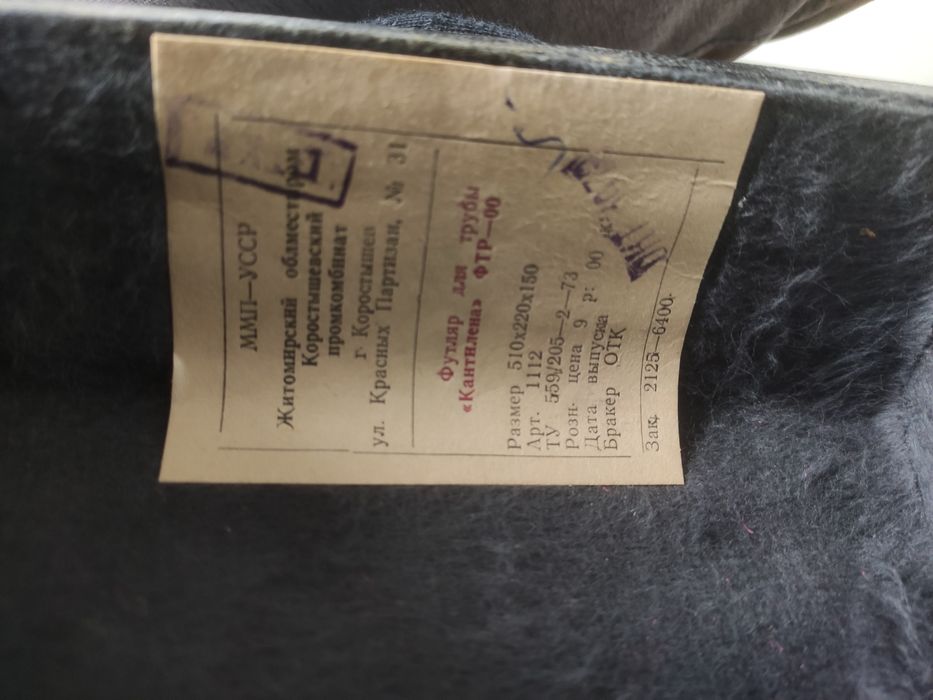 ММП—УССР
Житомирский облместпром
Коростышевский
промкомбинат
г. Коростышев
ул. Красных Партизан, № 31
Футляр для трубы
«Кантилена» ФТР—00
Размер 510х220х150
Арт. 1112
ТУ 559/205—2—73
Розн. цена 9 р: 00 к.
Дата выпуска
Бракер ОТК
Зак. 2125—6400.